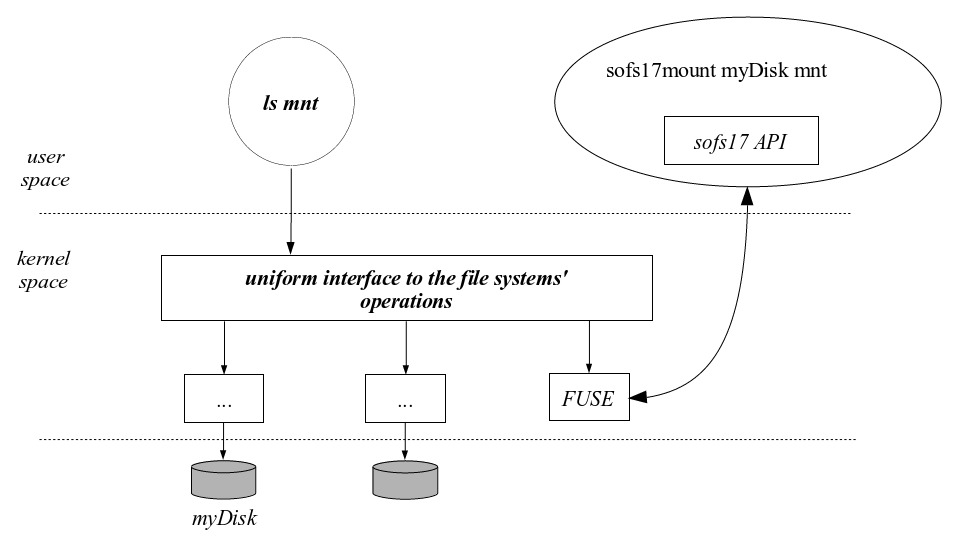 sofs17mount myDisk mnt
ls mnt
sofs17 API
user
space
kernel
space
uniform interface to the file systems'
operations
...
...
FUSE
myDisk